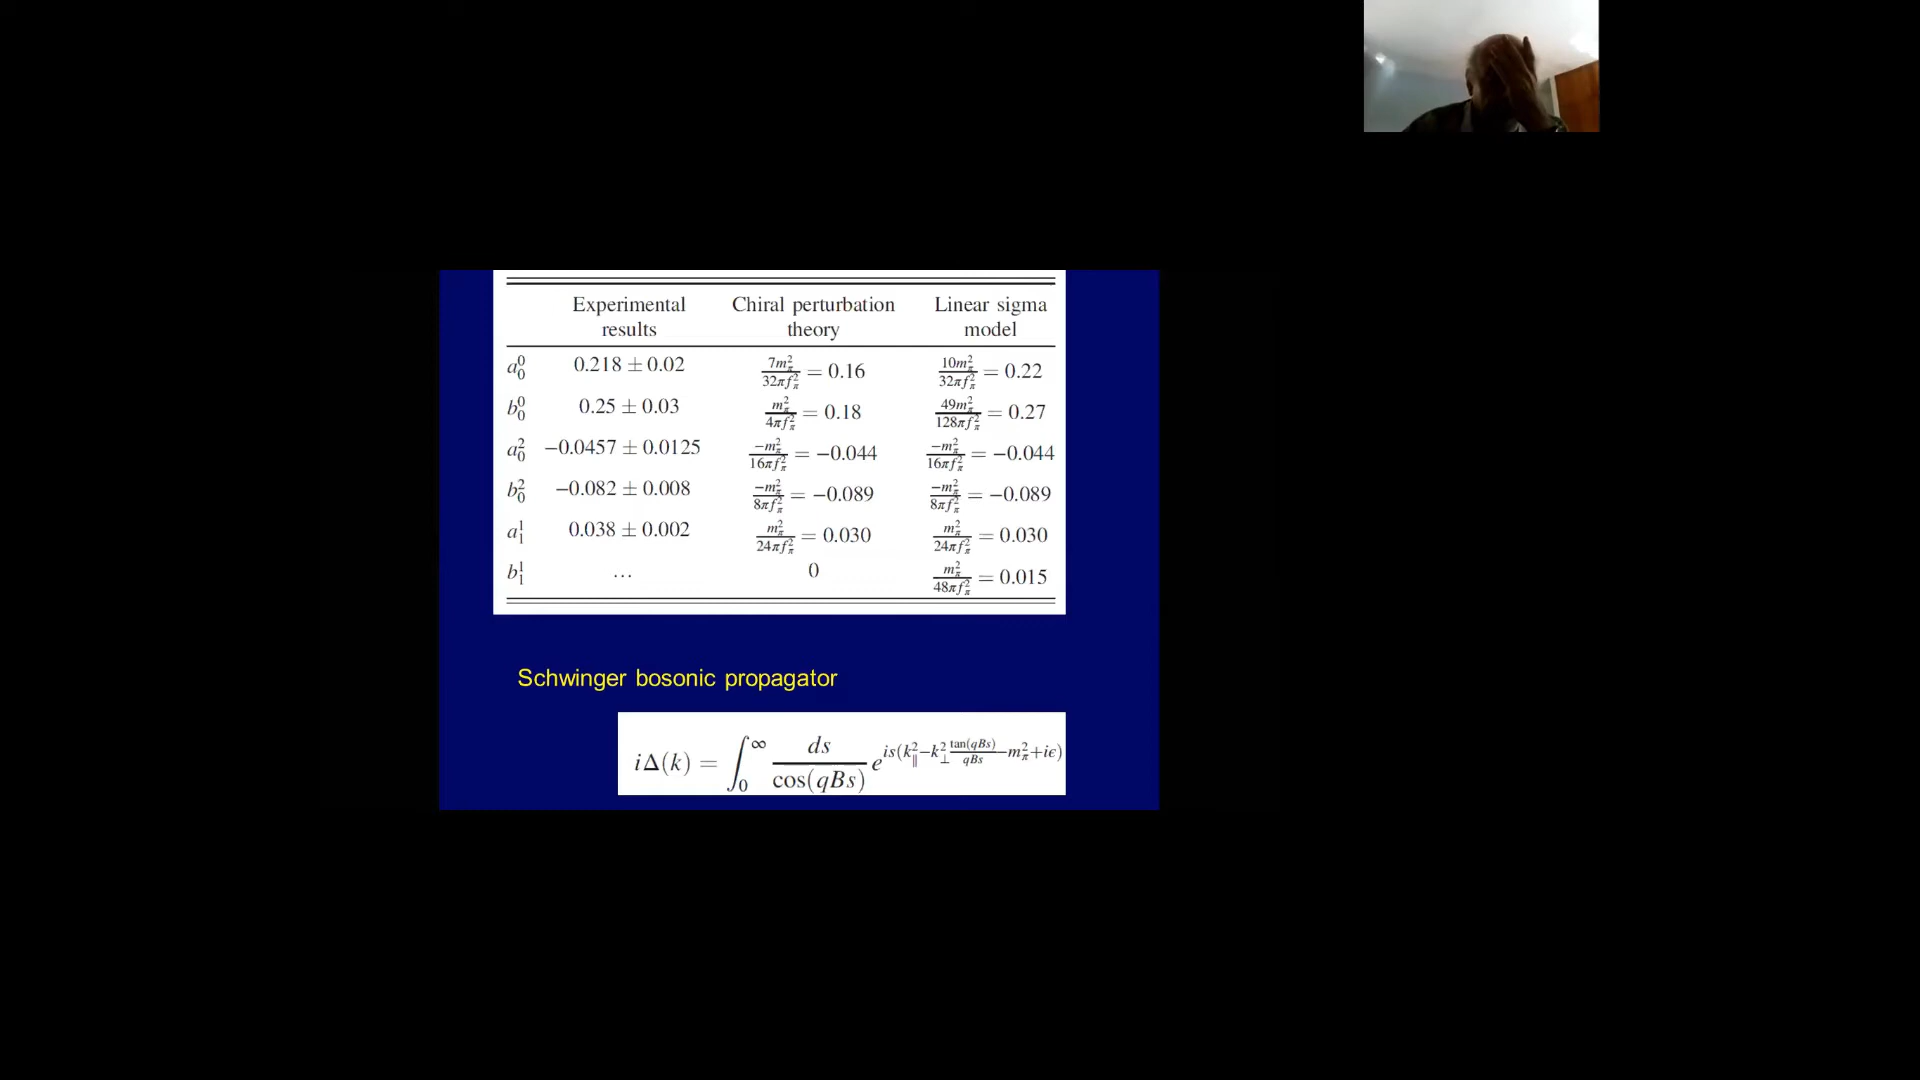 Experimental results Chiral perturbation theory Linear sigma model
a_0^0 0.218 ± 0.02 7m_π^2/32πf_π^2 = 0.16 10m_π^2/32πf_π^2 = 0.22
b_0^0 0.25 ± 0.03 m_π^2/4πf_π^2 = 0.18 49m_π^2/128πf_π^2 = 0.27
a_0^2 −0.0457 ± 0.0125 −m_π^2/16πf_π^2 = −0.044 −m_π^2/16πf_π^2 = −0.044
b_0^2 −0.082 ± 0.008 −m_π^2/8πf_π^2 = −0.089 −m_π^2/8πf_π^2 = −0.089
a_1^1 0.038 ± 0.002 m_π^2/24πf_π^2 = 0.030 m_π^2/24πf_π^2 = 0.030
b_1^1 … 0 m_π^2/48πf_π^2 = 0.015
Schwinger bosonic propagator
iΔ(k) = ∫_0^∞ ds/cos(qBs) e^{is(k_∥^2−k_⊥^2 tan(qBs)/qBs −m_π^2+iϵ)}